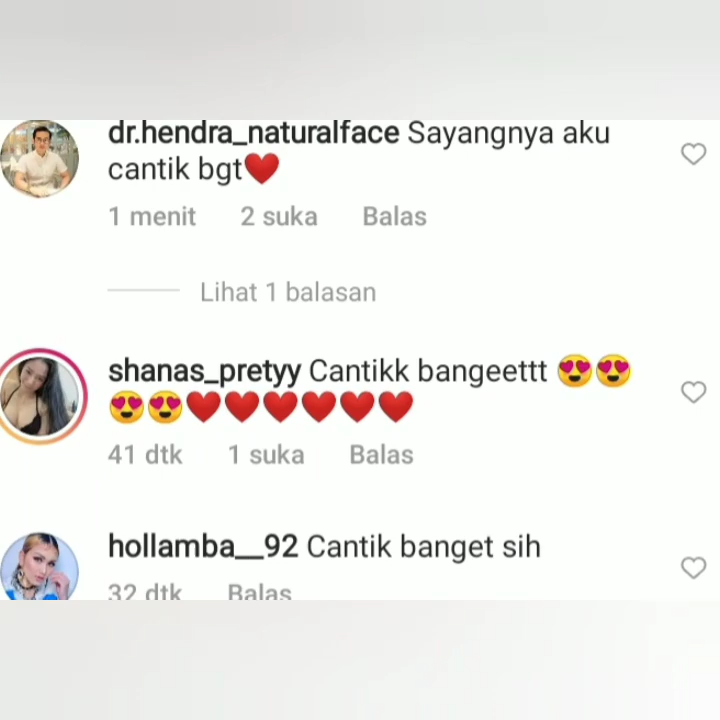 dr.hendra_naturalface Sayangnya aku
cantik bgt❤️
1 menit 2 suka Balas
Lihat 1 balasan
shanas_pretyy Cantikk bangeettt 😍😍
😍😍❤️❤️❤️❤️❤️❤️
41 dtk 1 suka Balas
hollamba__92 Cantik banget sih
32 dtk Balas